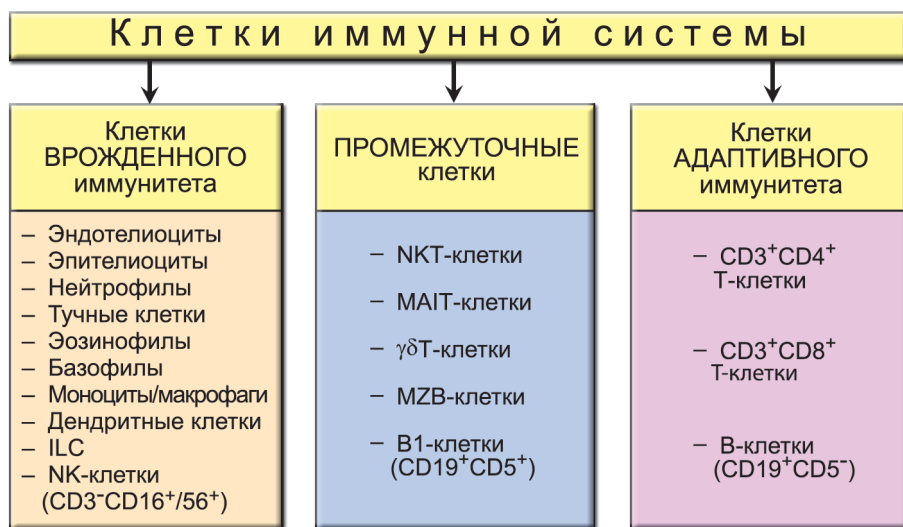 Клетки иммунной системы
Клетки
ВРОЖДЕННОГО
иммунитета
– Эндотелиоциты
– Эпителиоциты
– Нейтрофилы
– Тучные клетки
– Эозинофилы
– Базофилы
– Моноциты/макрофаги
– Дендритные клетки
– ILC
– NK-клетки
(CD3⁻CD16⁺/56⁺)
ПРОМЕЖУТОЧНЫЕ
клетки
– NKT-клетки
– MAIT-клетки
– γδT-клетки
– MZB-клетки
– B1-клетки
(CD19⁺CD5⁺)
Клетки
АДАПТИВНОГО
иммунитета
– CD3⁺CD4⁺
Т-клетки
– CD3⁺CD8⁺
Т-клетки
– В-клетки
(CD19⁺CD5⁻)